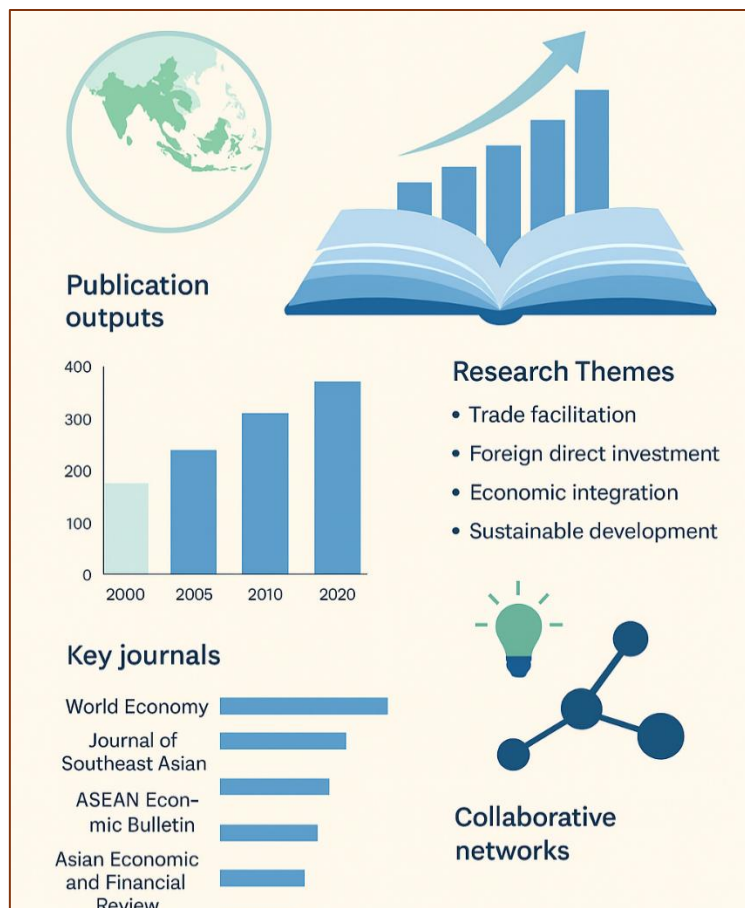 Publication
outputs
400
300
200
100
0
2000 2005 2010 2020
Research Themes
• Trade facilitation
• Foreign direct investment
• Economic integration
• Sustainable development
Key journals
World Economy
Journal of
Southeast Asian
ASEAN Econ-
mic Bulletin
Asian Economic
and Financial
Review
Collaborative
networks